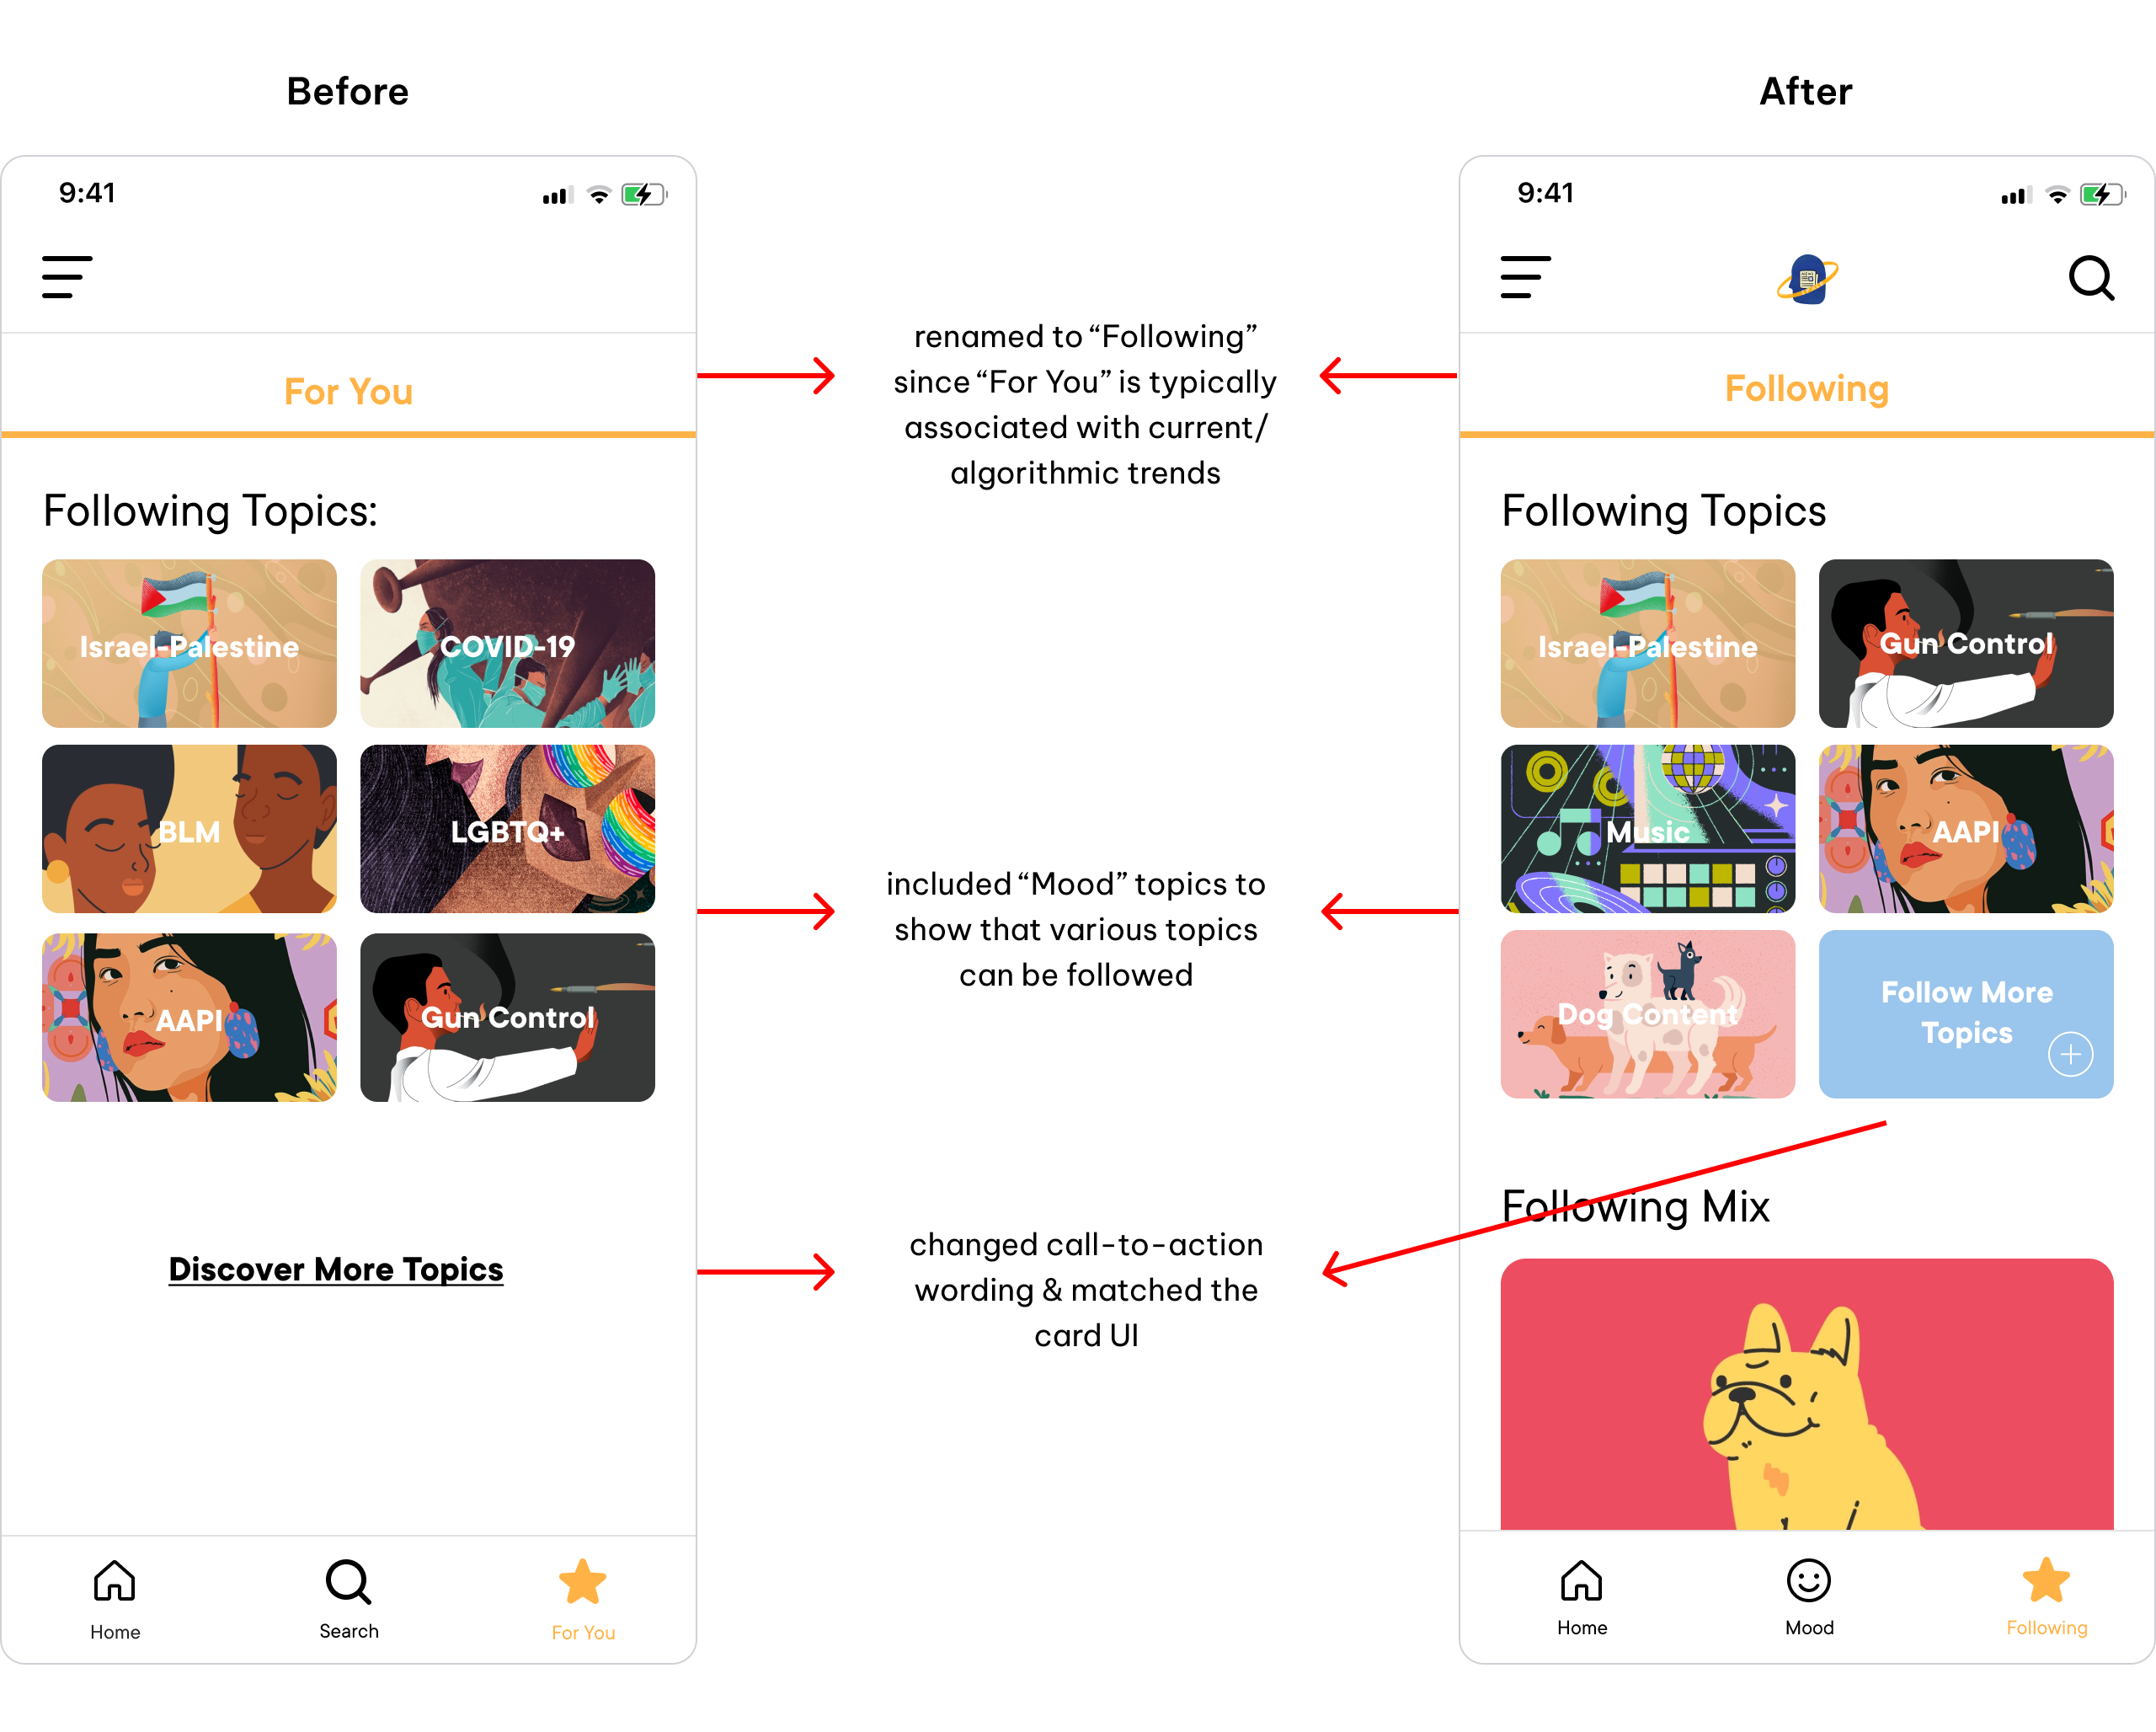 Before
9:41
For You
Following Topics:
Israel-Palestine
COVID-19
BLM
LGBTQ+
AAPI
Gun Control
Discover More Topics
Home
Search
For You
renamed to “Following”
since “For You” is typically
associated with current/
algorithmic trends
included “Mood” topics to
show that various topics
can be followed
changed call-to-action
wording & matched the
card UI
After
9:41
Following
Following Topics
Israel-Palestine
Gun Control
Music
AAPI
Dog Content
Follow More
Topics
Following Mix
Home
Mood
Following